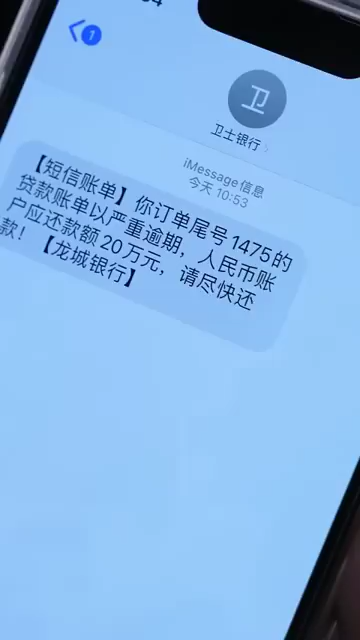 1
卫
卫士银行
iMessage信息
今天 10:53
【短信账单】你订单尾号1475的
贷款账单以严重逾期，人民币账
户应还款额20万元，请尽快还
款！【龙城银行】